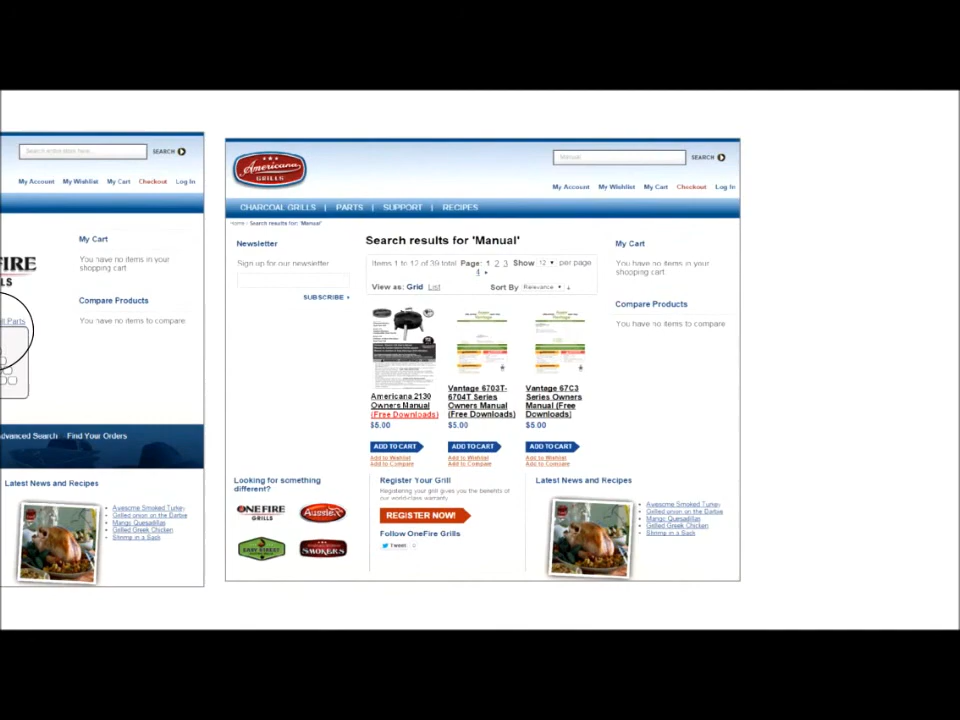 Search entire store here...
SEARCH
My Account
My Wishlist
My Cart
Checkout
Log In
My Cart
You have no items in your
shopping cart
Compare Products
You have no items to compare
Advanced Search
Find Your Orders
Latest News and Recipes
Awesome Smoked Turkey
Grilled onion on the Barbie
Mango Quesadillas
Grilled Greek Chicken
Shrimp in a Sack
Americana
GRILLS
Manual
SEARCH
My Account
My Wishlist
My Cart
Checkout
Log In
CHARCOAL GRILLS | PARTS | SUPPORT | RECIPES
Home › Search results for: 'Manual'
Newsletter
Sign up for our newsletter
SUBSCRIBE
Search results for 'Manual'
Items 1 to 12 of 39 total Page: 1 2 3 Show 12 per page
4
View as: Grid List
Sort By Relevance
My Cart
You have no items in your
shopping cart
Compare Products
You have no items to compare
Americana 2130
Owners Manual
(Free Downloads)
$5.00
ADD TO CART
Add to Wishlist
Add to Compare
Vantage 6703T-
6704T Series
Owners Manual
(Free
Downloads)
$5.00
ADD TO CART
Add to Wishlist
Add to Compare
Vantage 67C3
Series Owners
Manual (Free
Downloads)
$5.00
ADD TO CART
Add to Wishlist
Add to Compare
Looking for something
different?
ONEFIRE
GRILLS
Aussie
EASY STREET
SMOKERS
Register Your Grill
Registering your grill gives you the benefits of
our world-class warranty.
REGISTER NOW!
Follow OneFire Grills
Tweet
Latest News and Recipes
Awesome Smoked Turkey
Grilled onion on the Barbie
Mango Quesadillas
Grilled Greek Chicken
Shrimp in a Sack